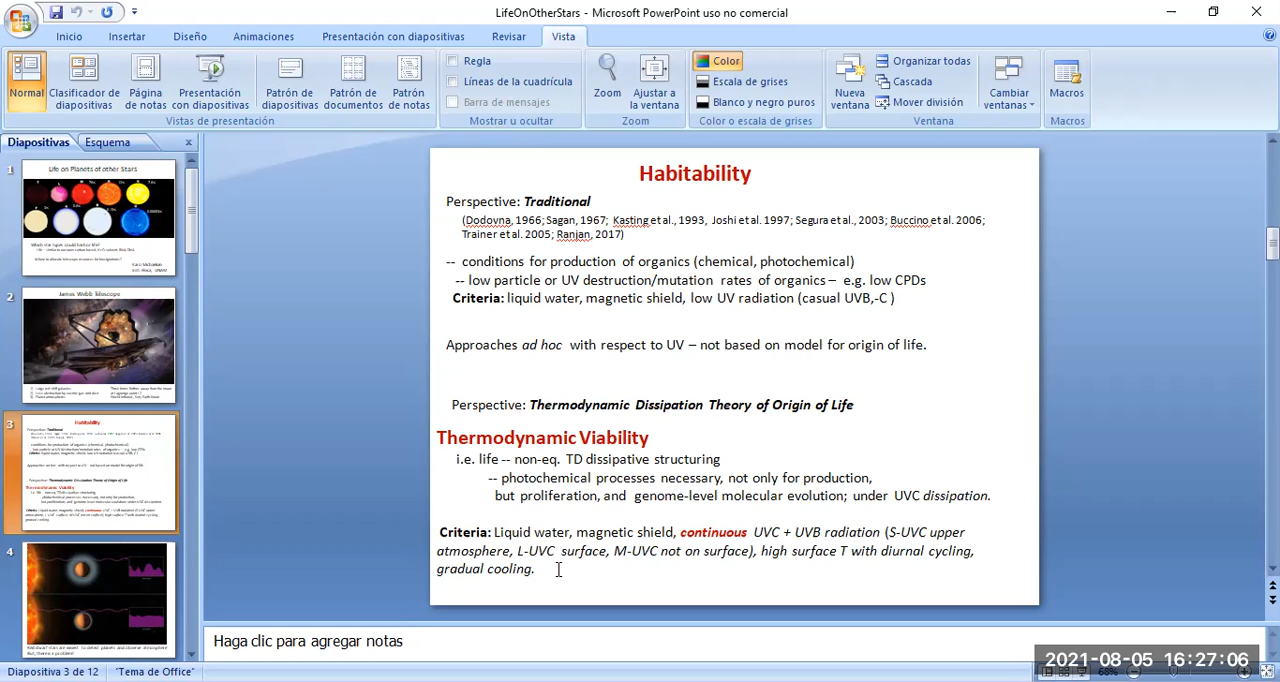 LifeOnOtherStars - Microsoft PowerPoint uso no comercial
Inicio Insertar Diseño Animaciones Presentación con diapositivas Revisar Vista
Normal
Clasificador de diapositivas
Página de notas
Presentación con diapositivas
Patrón de diapositivas
Patrón de documentos
Patrón de notas
Vistas de presentación
Regla
Líneas de la cuadrícula
Barra de mensajes
Mostrar u ocultar
Zoom
Ajustar a la ventana
Zoom
Color
Escala de grises
Blanco y negro puros
Color o escala de grises
Nueva ventana
Organizar todas
Cascada
Mover división
Ventana
Cambiar ventanas
Macros
Macros
Diapositivas Esquema
1
Life on Planets of other Stars
2
James Webb Telescope
3
4
Habitability
Perspective: Traditional
(Dodovna, 1966; Sagan, 1967; Kasting et al., 1993, Joshi et al. 1997; Segura et al., 2003; Buccino et al. 2006;
Trainer et al. 2005; Ranjan, 2017)
-- conditions for production of organics (chemical, photochemical)
-- low particle or UV destruction/mutation rates of organics – e.g. low CPDs
Criteria: liquid water, magnetic shield, low UV radiation (casual UVB,-C )
Approaches ad hoc with respect to UV – not based on model for origin of life.
Perspective: Thermodynamic Dissipation Theory of Origin of Life
Thermodynamic Viability
i.e. life – non-eq. TD dissipative structuring
-- photochemical processes necessary, not only for production,
but proliferation, and genome-level molecular evolution; under UVC dissipation.
Criteria: Liquid water, magnetic shield, continuous UVC + UVB radiation (S-UVC upper
atmosphere, L-UVC surface, M-UVC not on surface), high surface T with diurnal cycling,
gradual cooling.
Haga clic para agregar notas
Diapositiva 3 de 12 "Tema de Office" 68%
2021-08-05 16:27:06